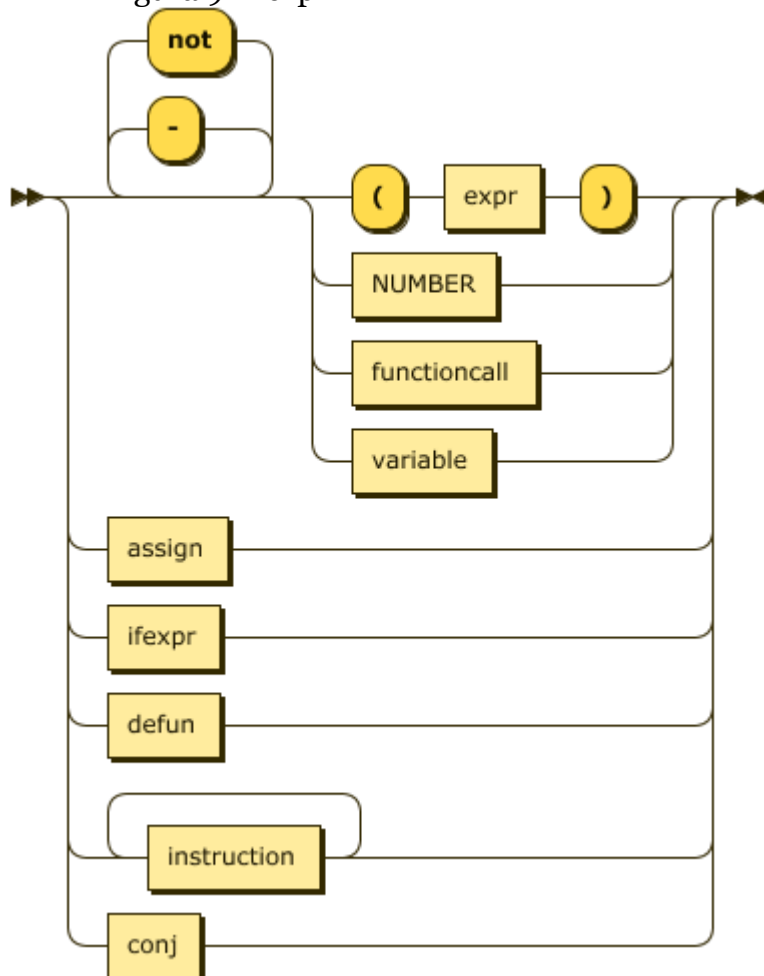 not
-
( expr )
NUMBER
functioncall
variable
assign
ifexpr
defun
instruction
conj